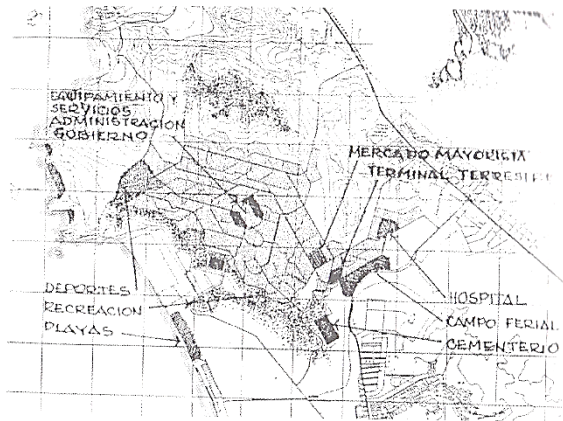 EQUIPAMIENTO Y
SERVICIOS
ADMINISTRACION
GOBIERNO
MERCADO MAYORISTA
TERMINAL TERRESTRE
DEPORTES
RECREACION
PLAYAS
HOSPITAL
CAMPO FERIAL
CEMENTERIO